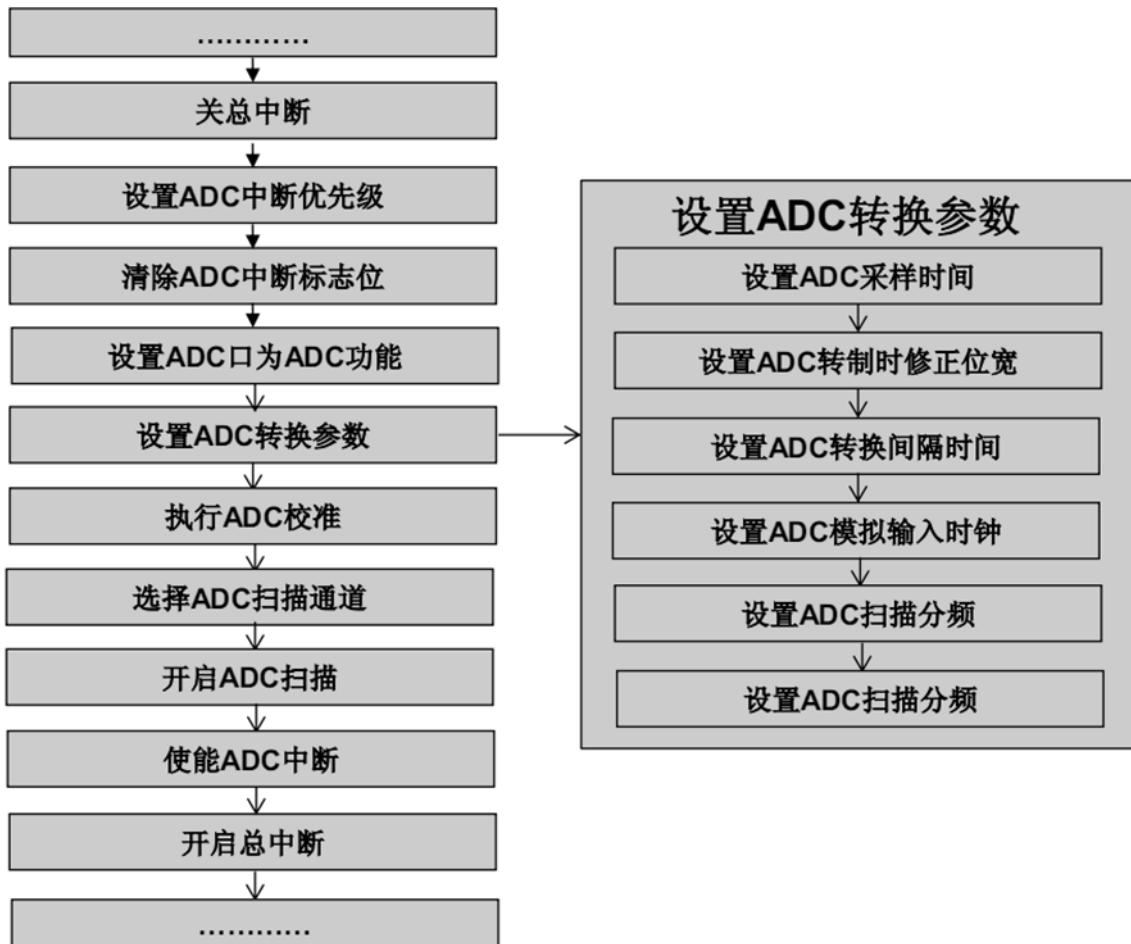 …………
关总中断
设置ADC中断优先级
清除ADC中断标志位
设置ADC口为ADC功能
设置ADC转换参数
执行ADC校准
选择ADC扫描通道
开启ADC扫描
使能ADC中断
开启总中断
…………
设置ADC转换参数
设置ADC采样时间
设置ADC转制时修正位宽
设置ADC转换间隔时间
设置ADC模拟输入时钟
设置ADC扫描分频
设置ADC扫描分频